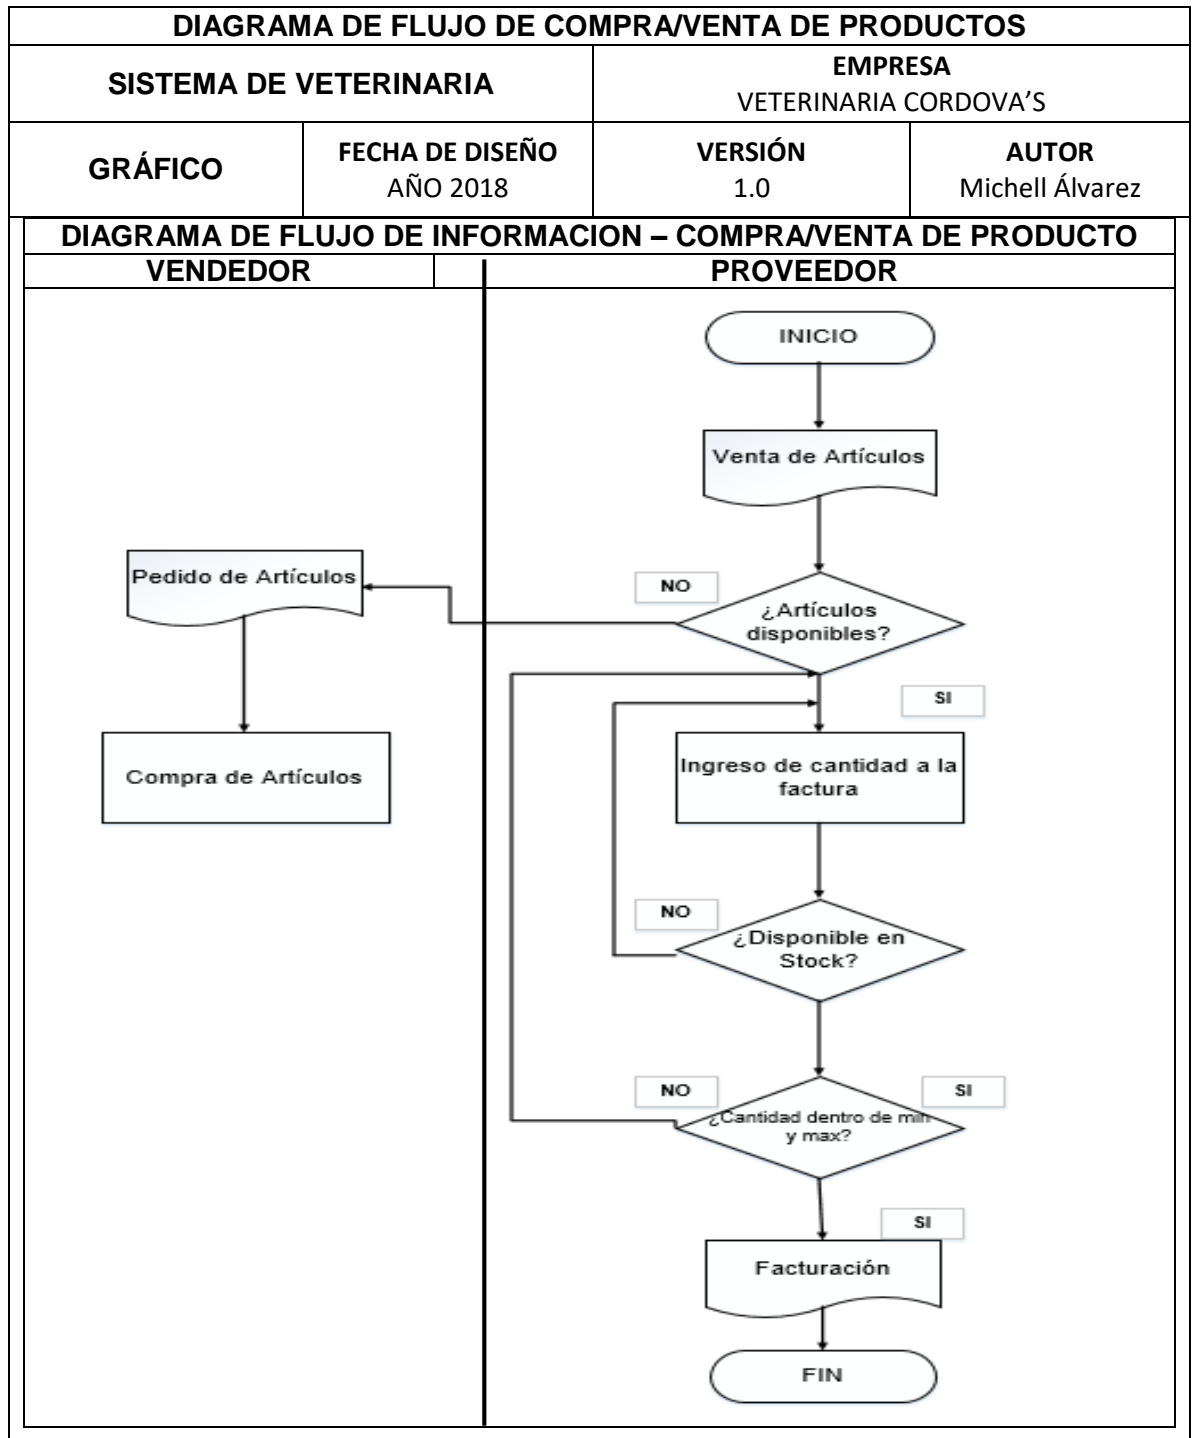 DIAGRAMA DE FLUJO DE COMPRA/VENTA DE PRODUCTOS
SISTEMA DE VETERINARIA
EMPRESA
VETERINARIA CORDOVA’S
GRÁFICO
FECHA DE DISEÑO
AÑO 2018
VERSIÓN
1.0
AUTOR
Michell Álvarez
DIAGRAMA DE FLUJO DE INFORMACION – COMPRA/VENTA DE PRODUCTO
VENDEDOR
PROVEEDOR
INICIO
Venta de Artículos
Pedido de Artículos
NO
¿Artículos
disponibles?
SI
Compra de Artículos
Ingreso de cantidad a la
factura
NO
¿Disponible en
Stock?
NO
SI
¿Cantidad dentro de min
y max?
SI
Facturación
FIN